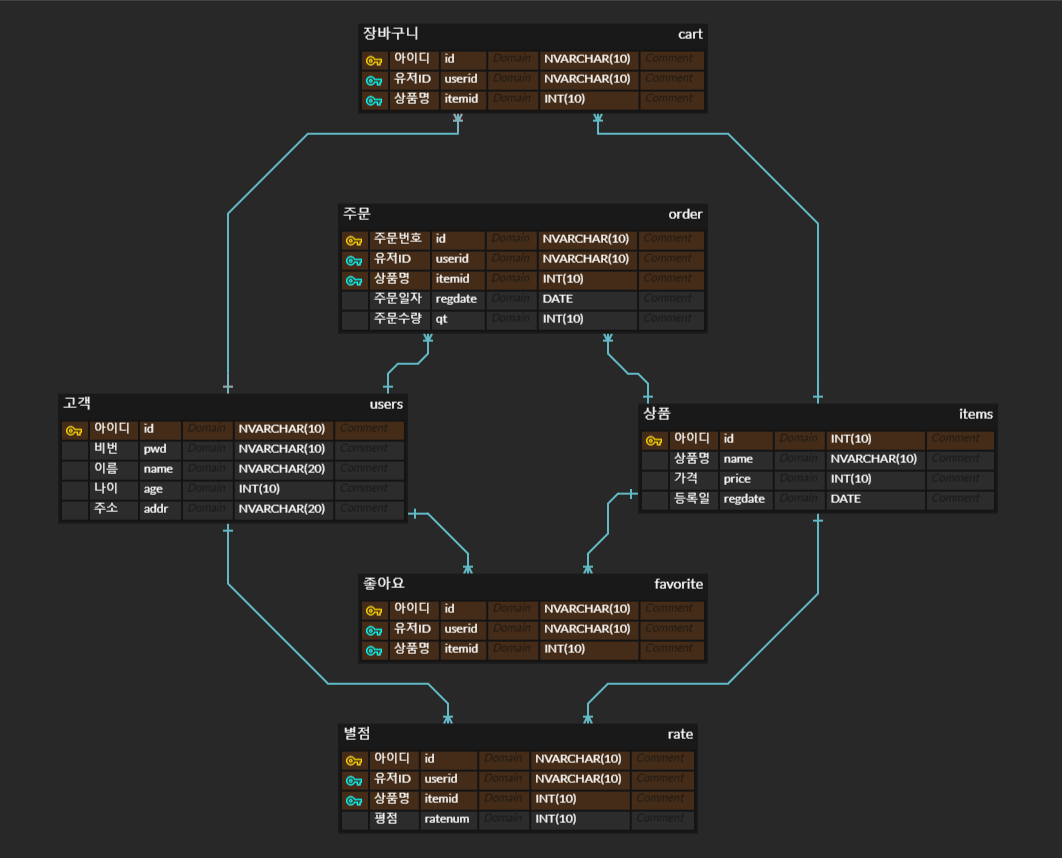 장바구니 cart
아이디 id Domain NVARCHAR(10) Comment
유저ID userid Domain NVARCHAR(10) Comment
상품명 itemid Domain INT(10) Comment
주문 order
주문번호 id Domain NVARCHAR(10) Comment
유저ID userid Domain NVARCHAR(10) Comment
상품명 itemid Domain INT(10) Comment
주문일자 regdate Domain DATE Comment
주문수량 qt Domain INT(10) Comment
고객 users
아이디 id Domain NVARCHAR(10) Comment
비번 pwd Domain NVARCHAR(10) Comment
이름 name Domain NVARCHAR(20) Comment
나이 age Domain INT(10) Comment
주소 addr Domain NVARCHAR(20) Comment
상품 items
아이디 id Domain INT(10) Comment
상품명 name Domain NVARCHAR(10) Comment
가격 price Domain INT(10) Comment
등록일 regdate Domain DATE Comment
좋아요 favorite
아이디 id Domain NVARCHAR(10) Comment
유저ID userid Domain NVARCHAR(10) Comment
상품명 itemid Domain INT(10) Comment
별점 rate
아이디 id Domain NVARCHAR(10) Comment
유저ID userid Domain NVARCHAR(10) Comment
상품명 itemid Domain INT(10) Comment
평점 ratenum Domain INT(10) Comment